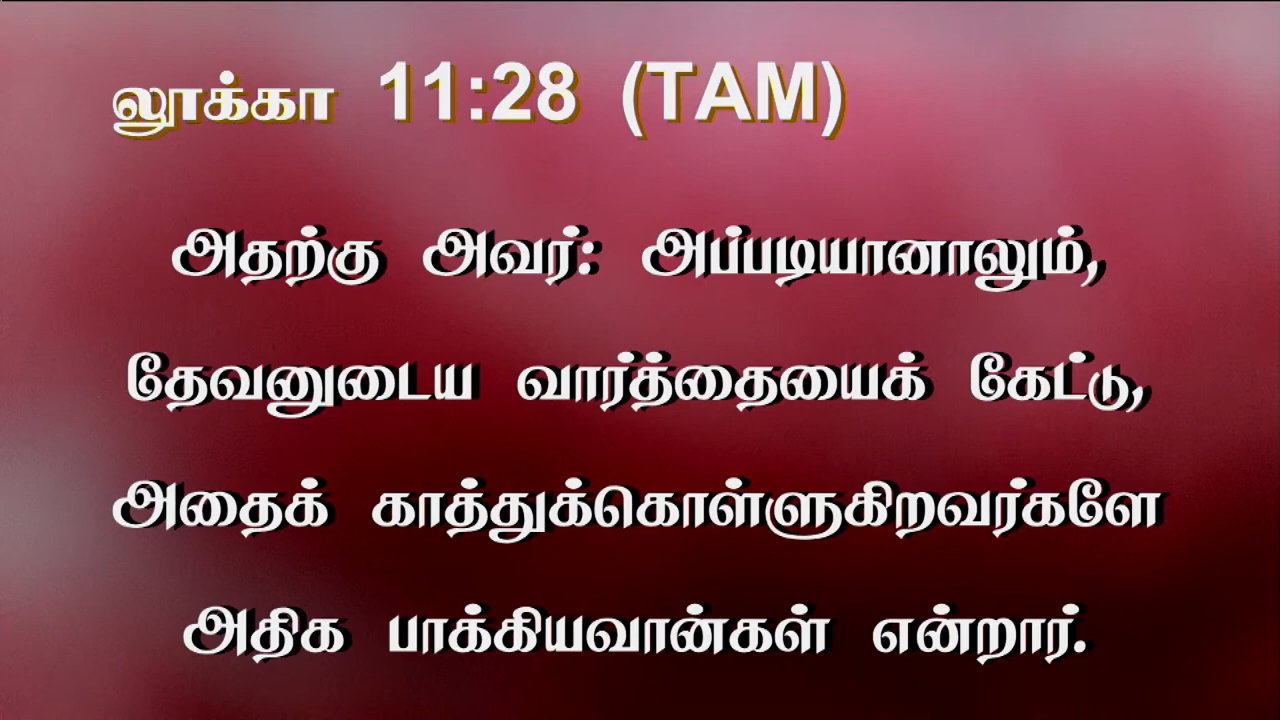 லூக்கா 11:28 (TAM)
அதற்கு அவர்: அப்படியானாலும்,
தேவனுடைய வார்த்தையைக் கேட்டு,
அதைக் காத்துக்கொள்ளுகிறவர்களே
அதிக பாக்கியவான்கள் என்றார்.